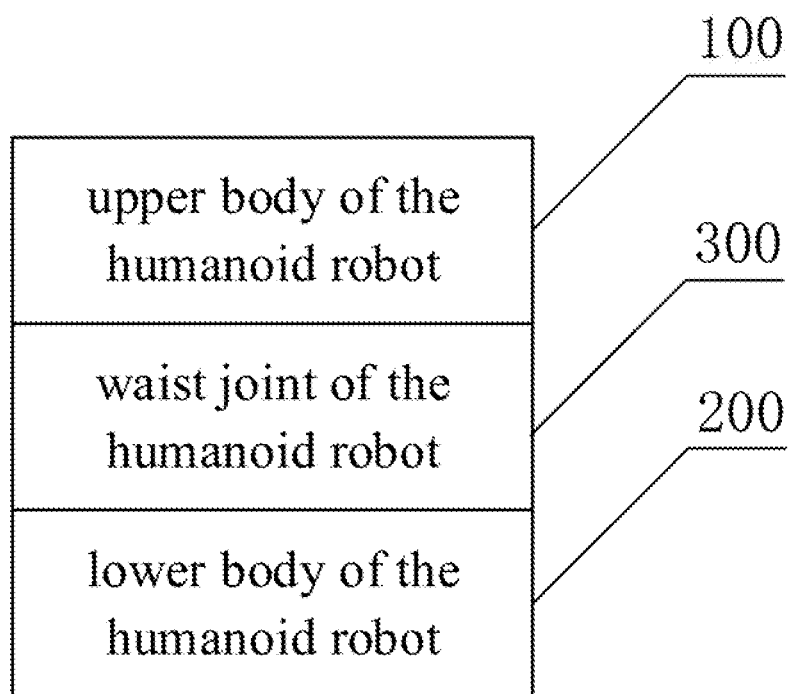 100
upper body of the
humanoid robot
300
waist joint of the
humanoid robot
200
lower body of the
humanoid robot